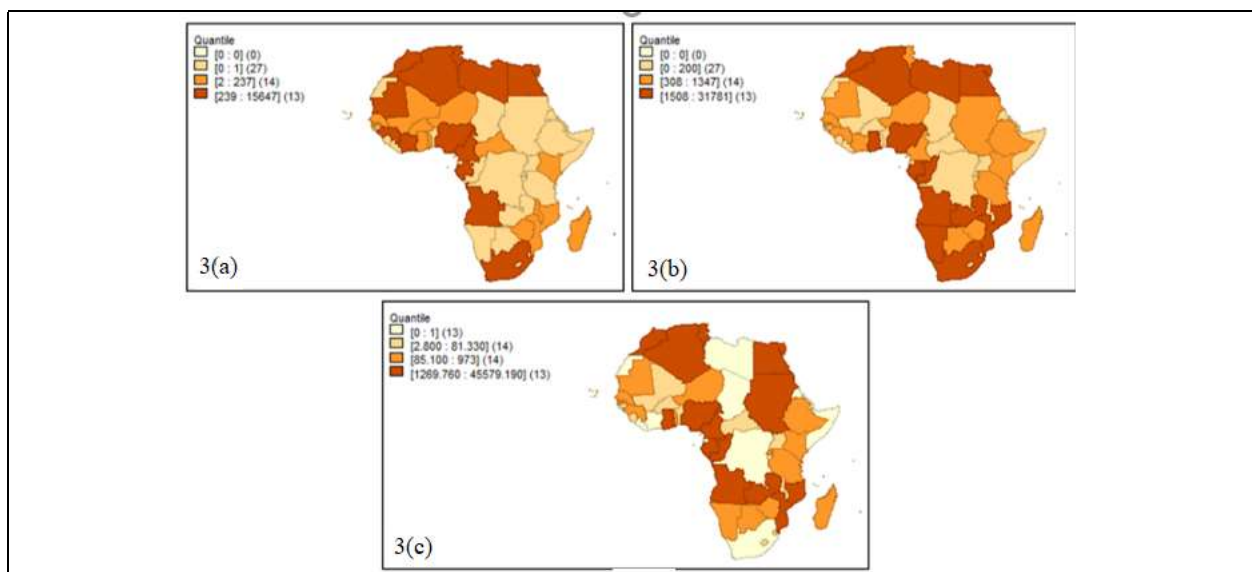 Quantile
[0 : 0] (0)
[0 : 1] (27)
[2 : 237] (14)
[239 : 15647] (13)
3(a)
Quantile
[0 : 0] (0)
[0 : 200] (27)
[308 : 1347] (14)
[1508 : 31781] (13)
3(b)
Quantile
[0 : 1] (13)
[2.800 : 81.330] (14)
[85.100 : 973] (14)
[1269.760 : 45579.190] (13)
3(c)